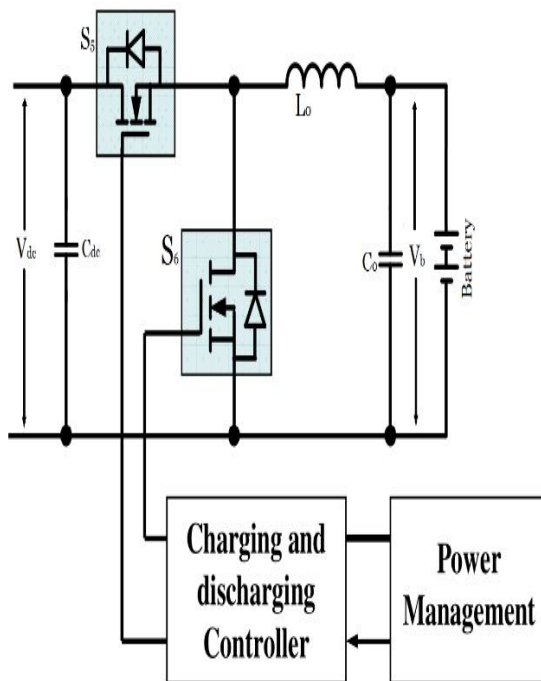 S5
Lo
Vdc
Cdc
S6
Co
Vb
Battery
Charging and
discharging
Controller
Power
Management